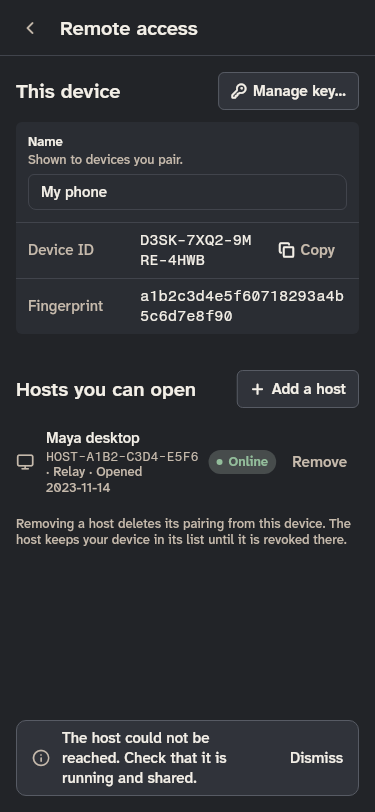 Remote access
This device
Manage key...
Name
Shown to devices you pair.
My phone
Device ID
D3SK-7XQ2-9M
RE-4HWB
Copy
Fingerprint
a1b2c3d4e5f60718293a4b
5c6d7e8f90
Hosts you can open
Add a host
Maya desktop
HOST-A1B2-C3D4-E5F6
· Relay · Opened
2023-11-14
Online
Remove
Removing a host deletes its pairing from this device. The
host keeps your device in its list until it is revoked there.
The host could not be
reached. Check that it is
running and shared.
Dismiss